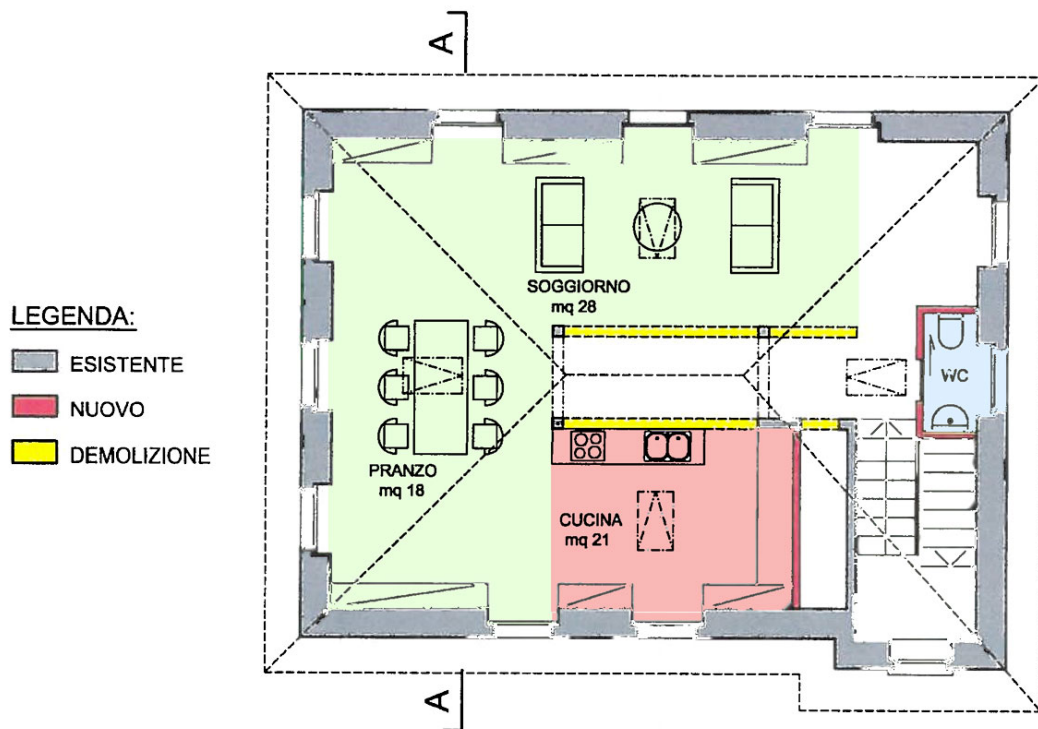 A
LEGENDA:
ESISTENTE
NUOVO
DEMOLIZIONE
SOGGIORNO
mq 28
WC
PRANZO
mq 18
CUCINA
mq 21
A